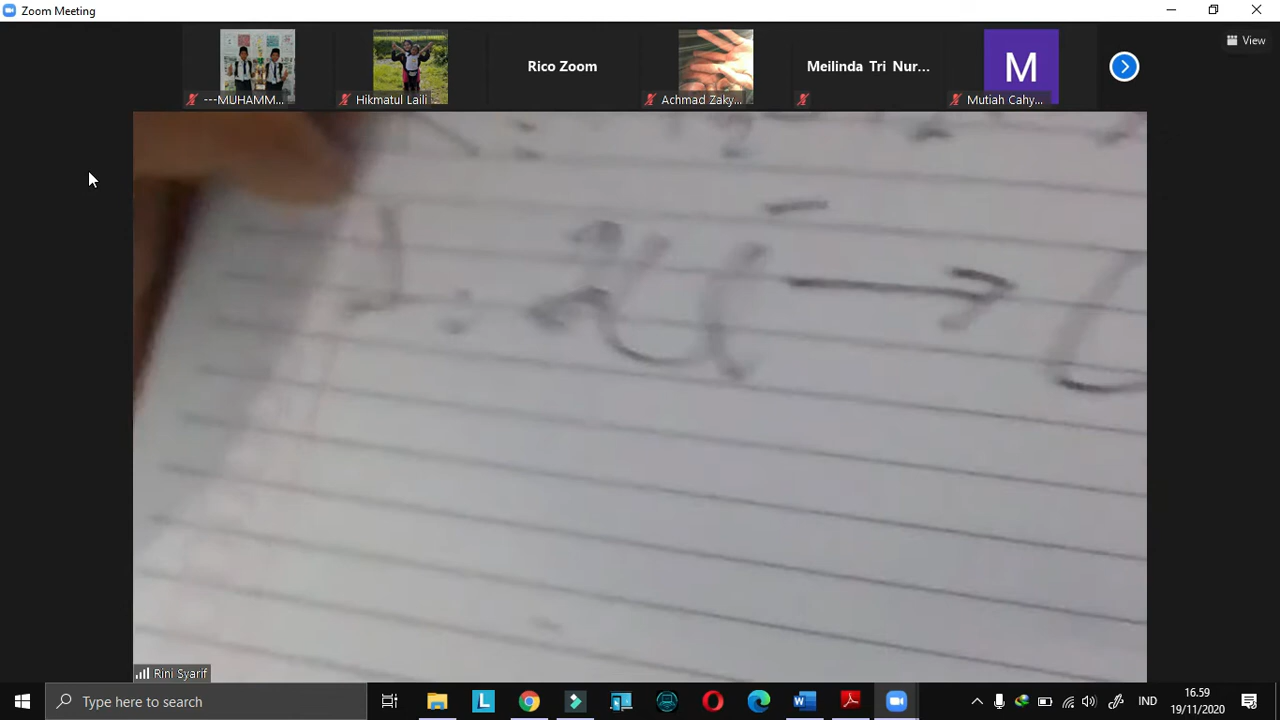 Zoom Meeting
View
---MUHAMM...
Hikmatul Laili
Rico Zoom
Achmad Zaky...
Meilinda Tri Nur...
M
Mutiah Cahy...
Rini Syarif
Type here to search
IND
16.59
19/11/2020